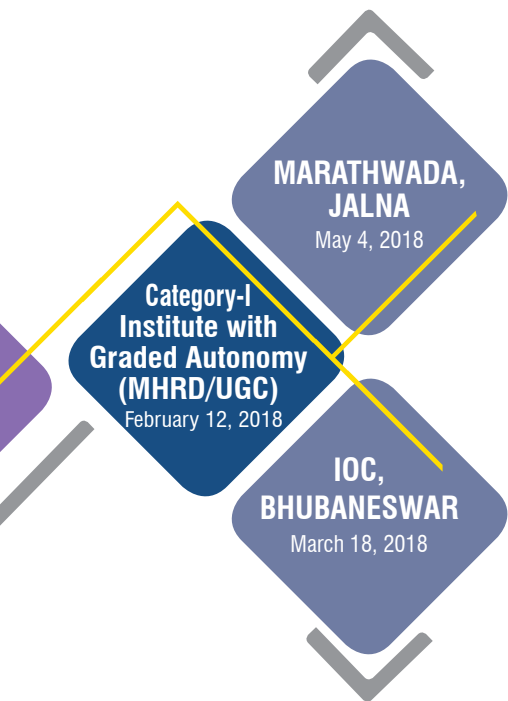 MARATHWADA,
JALNA
May 4, 2018
Category-I
Institute with
Graded Autonomy
(MHRD/UGC)
February 12, 2018
IOC,
BHUBANESWAR
March 18, 2018